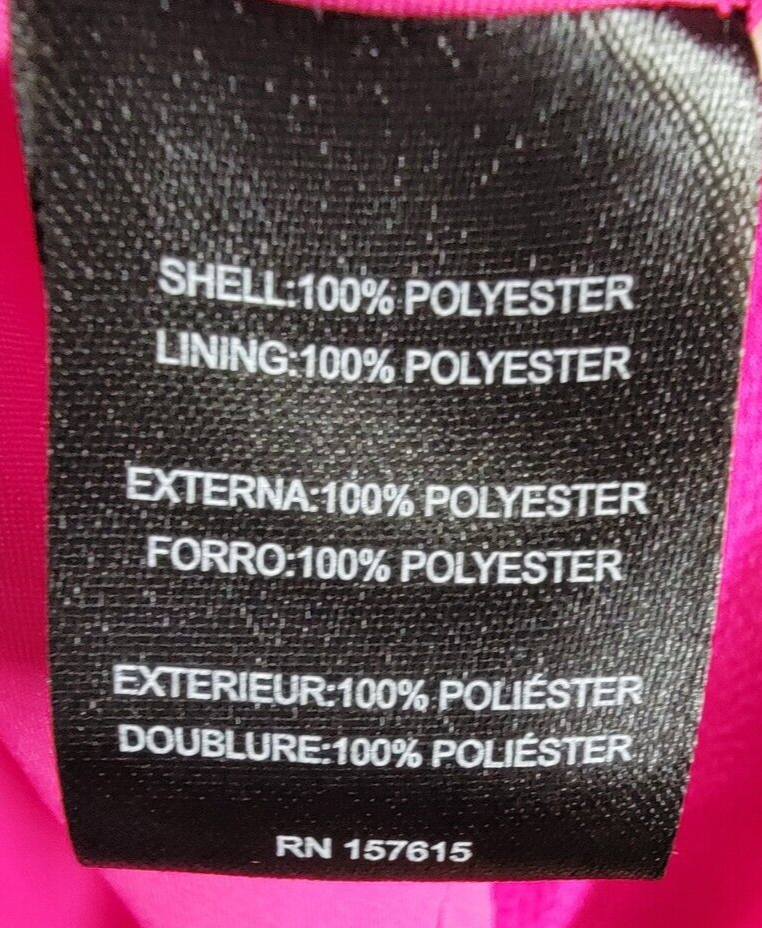 SHELL:100% POLYESTER
LINING:100% POLYESTER
EXTERNA:100% POLYESTER
FORRO:100% POLYESTER
EXTERIEUR:100% POLIÉSTER
DOUBLURE:100% POLIÉSTER
RN 157615